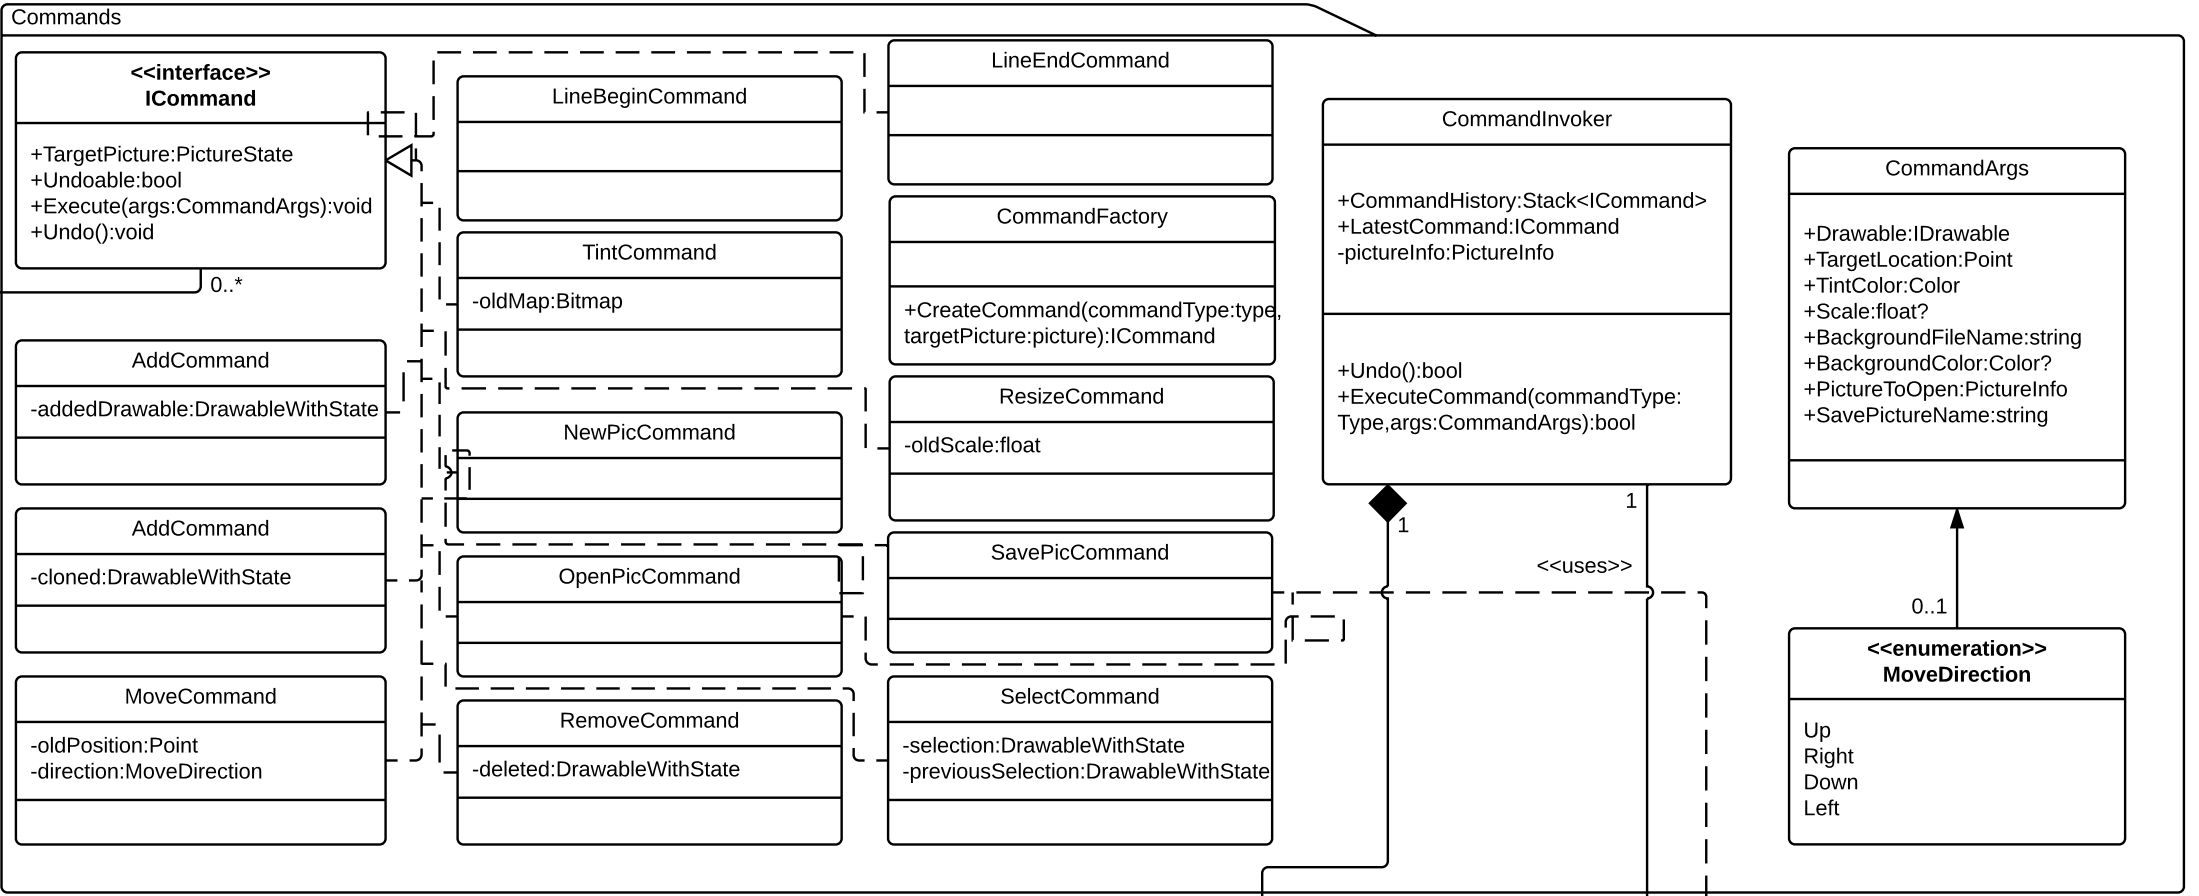 Commands
<<interface>>
ICommand
+TargetPicture:PictureState
+Undoable:bool
+Execute(args:CommandArgs):void
+Undo():void
0..*
AddCommand
-addedDrawable:DrawableWithState
AddCommand
-cloned:DrawableWithState
MoveCommand
-oldPosition:Point
-direction:MoveDirection
LineBeginCommand
TintCommand
-oldMap:Bitmap
NewPicCommand
OpenPicCommand
RemoveCommand
-deleted:DrawableWithState
LineEndCommand
CommandFactory
+CreateCommand(commandType:type,
targetPicture:picture):ICommand
ResizeCommand
-oldScale:float
SavePicCommand
SelectCommand
-selection:DrawableWithState
-previousSelection:DrawableWithState
CommandInvoker
+CommandHistory:Stack<ICommand>
+LatestCommand:ICommand
-pictureInfo:PictureInfo
+Undo():bool
+ExecuteCommand(commandType:
Type,args:CommandArgs):bool
1
1
<<uses>>
CommandArgs
+Drawable:IDrawable
+TargetLocation:Point
+TintColor:Color
+Scale:float?
+BackgroundFileName:string
+BackgroundColor:Color?
+PictureToOpen:PictureInfo
+SavePictureName:string
0..1
<<enumeration>>
MoveDirection
Up
Right
Down
Left